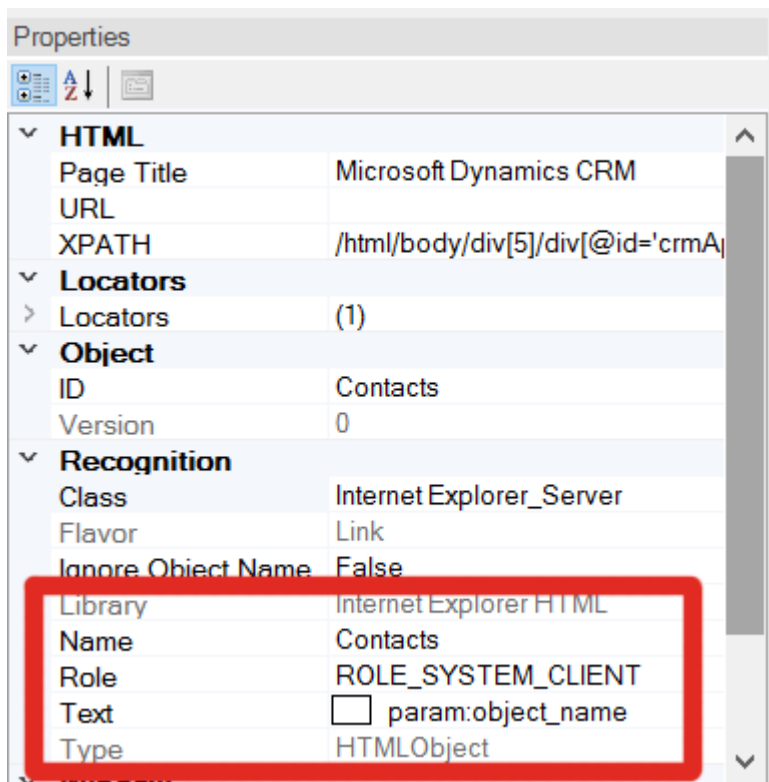 Properties
HTML
Page Title Microsoft Dynamics CRM
URL
XPATH /html/body/div[5]/div[@id='crmAp
Locators
Locators (1)
Object
ID Contacts
Version 0
Recognition
Class Internet Explorer_Server
Flavor Link
Ignore Object Name False
Library Internet Explorer HTML
Name Contacts
Role ROLE_SYSTEM_CLIENT
Text param:object_name
Type HTMLObject